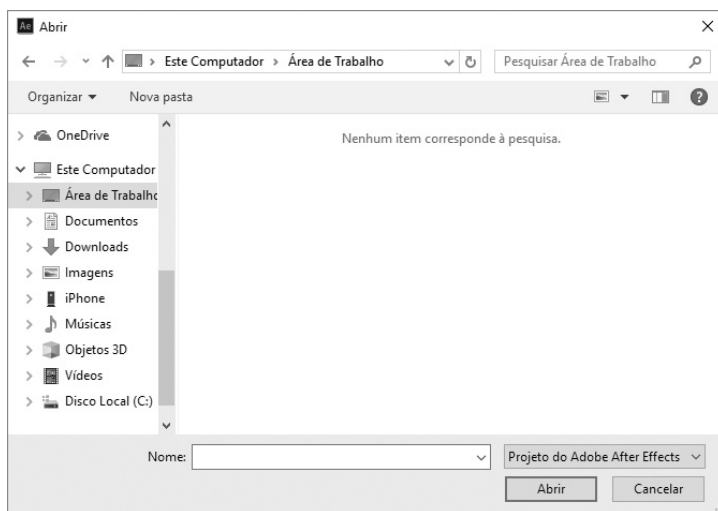 Ae Abrir
Este Computador > Área de Trabalho
Pesquisar Área de Trabalho
Organizar
Nova pasta
OneDrive
Nenhum item corresponde à pesquisa.
Este Computador
Área de Trabalho
Documentos
Downloads
Imagens
iPhone
Músicas
Objetos 3D
Vídeos
Disco Local (C:)
Nome:
Projeto do Adobe After Effects
Abrir
Cancelar